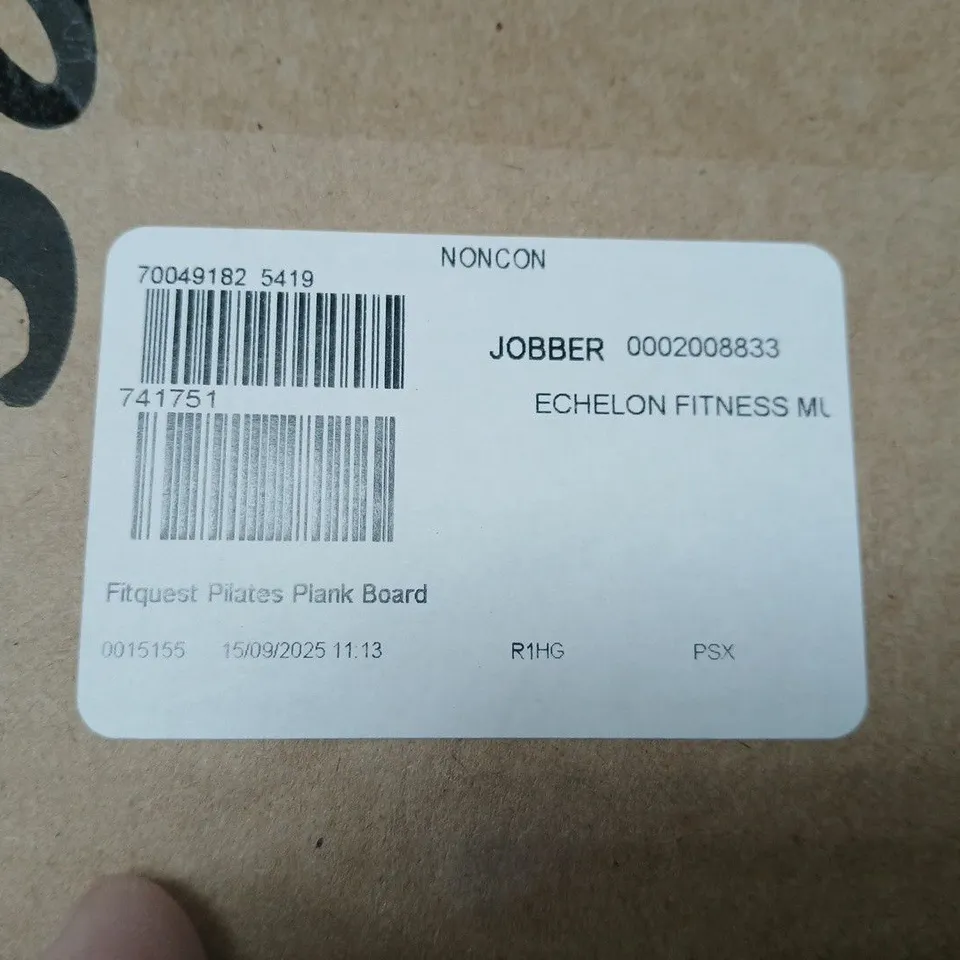 NONCON
70049182 5419
JOBBER 0002008833
741751
ECHELON FITNESS
Fitquest Pilates Plank Board
0015155 15/09/2025 11:13 R1HG PSX